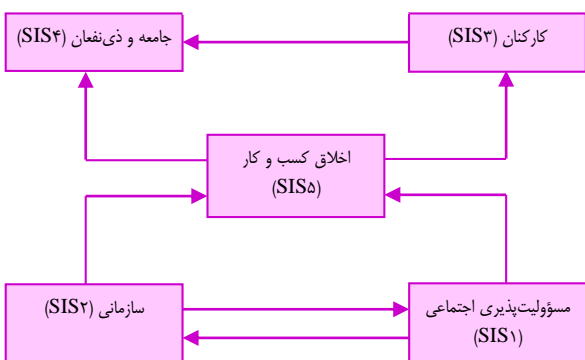 کارکنان (SIS۳)
جامعه و ذی‌نفعان (SIS۴)
اخلاق کسب و کار
(SIS۵)
مسؤولیت‌پذیری اجتماعی
(SIS۱)
سازمانی (SIS۲)